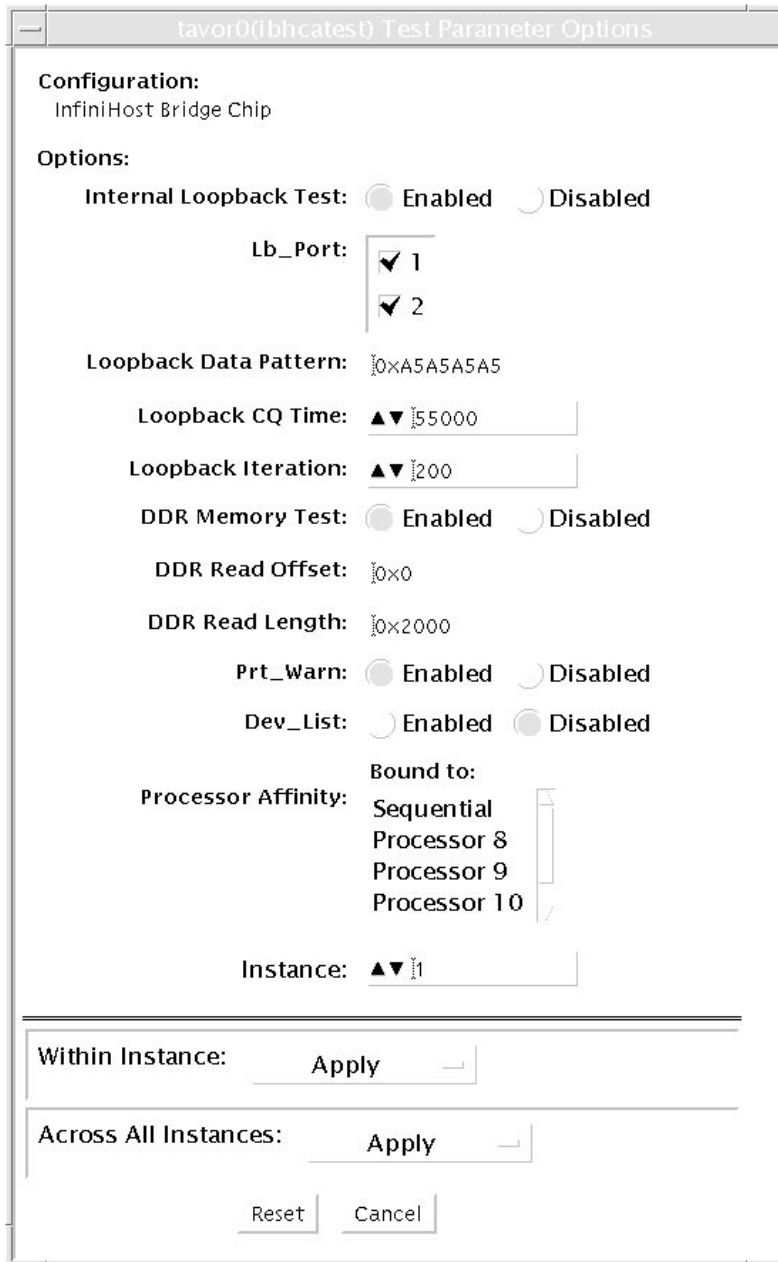 tavor0(ibhcatest) Test Parameter Options
Configuration:
InfiniHost Bridge Chip
Options:
Internal Loopback Test: Enabled Disabled
Lb_Port: 1
2
Loopback Data Pattern: 0xA5A5A5A5
Loopback CQ Time: 55000
Loopback Iteration: 200
DDR Memory Test: Enabled Disabled
DDR Read Offset: 0x0
DDR Read Length: 0x2000
Prt_Warn: Enabled Disabled
Dev_List: Enabled Disabled
Bound to:
Processor Affinity:
Sequential
Processor 8
Processor 9
Processor 10
Instance: 1
Within Instance: Apply
Across All Instances: Apply
Reset Cancel